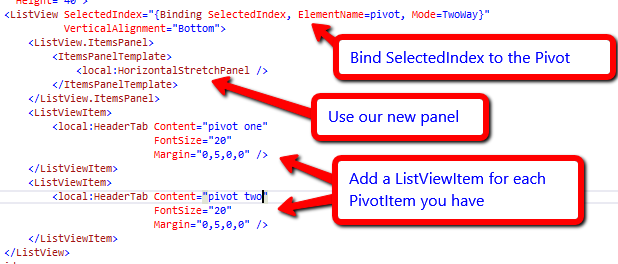 Height="40">
<ListView SelectedIndex="{Binding SelectedIndex, ElementName=pivot, Mode=TwoWay}"
VerticalAlignment="Bottom">
Bind SelectedIndex to the Pivot
<ListView.ItemsPanel>
<ItemsPanelTemplate>
<local:HorizontalStretchPanel />
</ItemsPanelTemplate>
</ListView.ItemsPanel>
Use our new panel
<ListViewItem>
<local:HeaderTab Content="pivot one"
FontSize="20"
Margin="0,5,0,0" />
</ListViewItem>
Add a ListViewItem for each
PivotItem you have
<ListViewItem>
<local:HeaderTab Content="pivot two"
FontSize="20"
Margin="0,5,0,0" />
</ListViewItem>
</ListView>